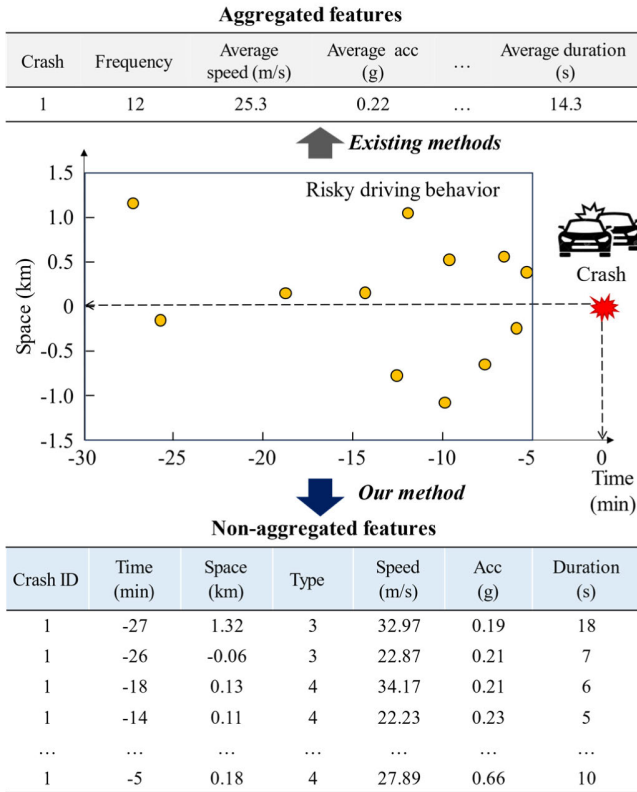 Aggregated features
Crash Frequency Average speed (m/s) Average acc (g) … Average duration (s)
1 12 25.3 0.22 … 14.3
Existing methods
Risky driving behavior
Crash
Space (km)
1.5
1.0
0.5
0
-0.5
-1.0
-1.5
-30 -25 -20 -15 -10 -5 0
Time
(min)
Our method
Non-aggregated features
Crash ID Time (min) Space (km) Type Speed (m/s) Acc (g) Duration (s)
1 -27 1.32 3 32.97 0.19 18
1 -26 -0.06 3 22.87 0.21 7
1 -18 0.13 4 34.17 0.21 6
1 -14 0.11 4 22.23 0.23 5
… … … … … … …
1 -5 0.18 4 27.89 0.66 10